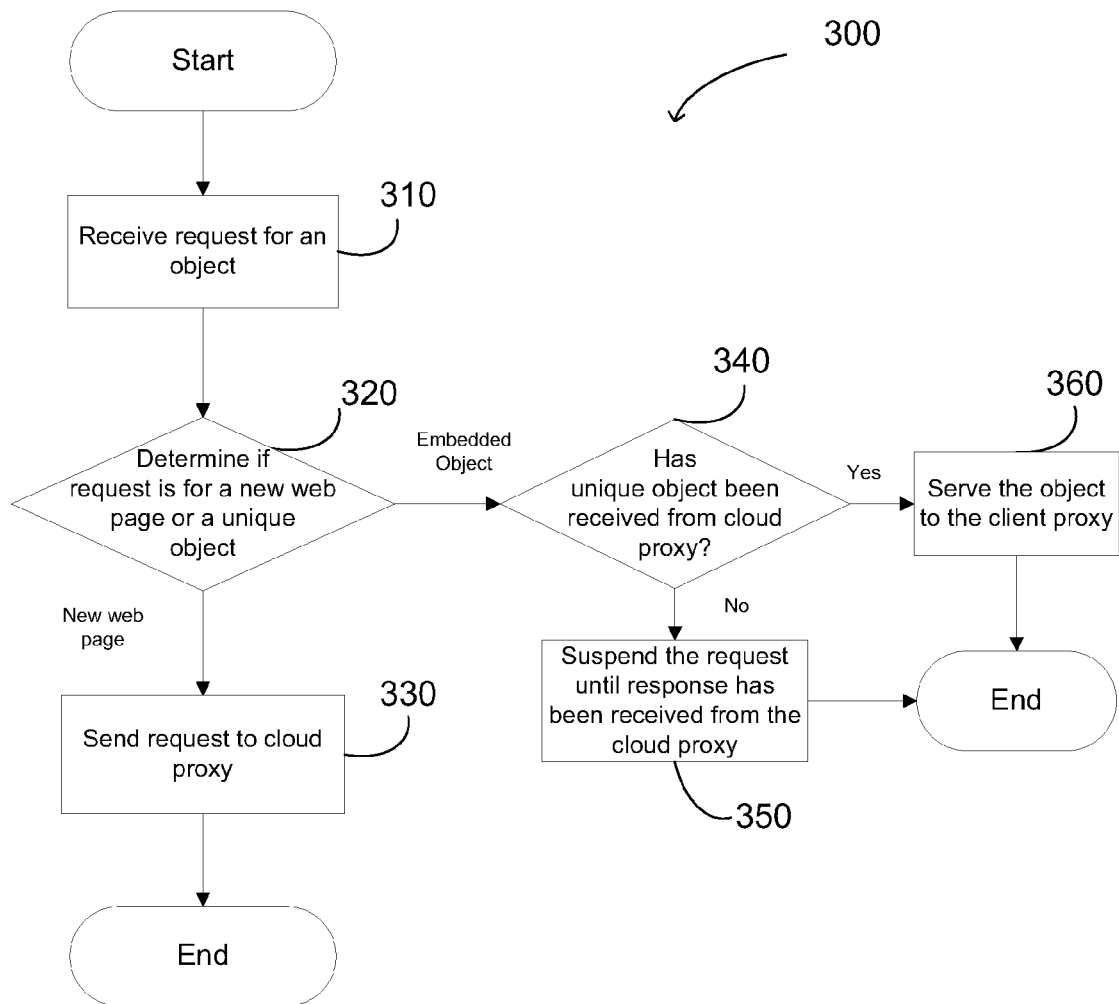 Start
300
310
Receive request for an
object
320
Determine if
request is for a new web
page or a unique
object
Embedded
Object
340
Has
unique object been
received from cloud
proxy?
Yes
360
Serve the object
to the client proxy
New web
page
No
330
Send request to cloud
proxy
Suspend the request
until response has
been received from the
cloud proxy
350
End
End